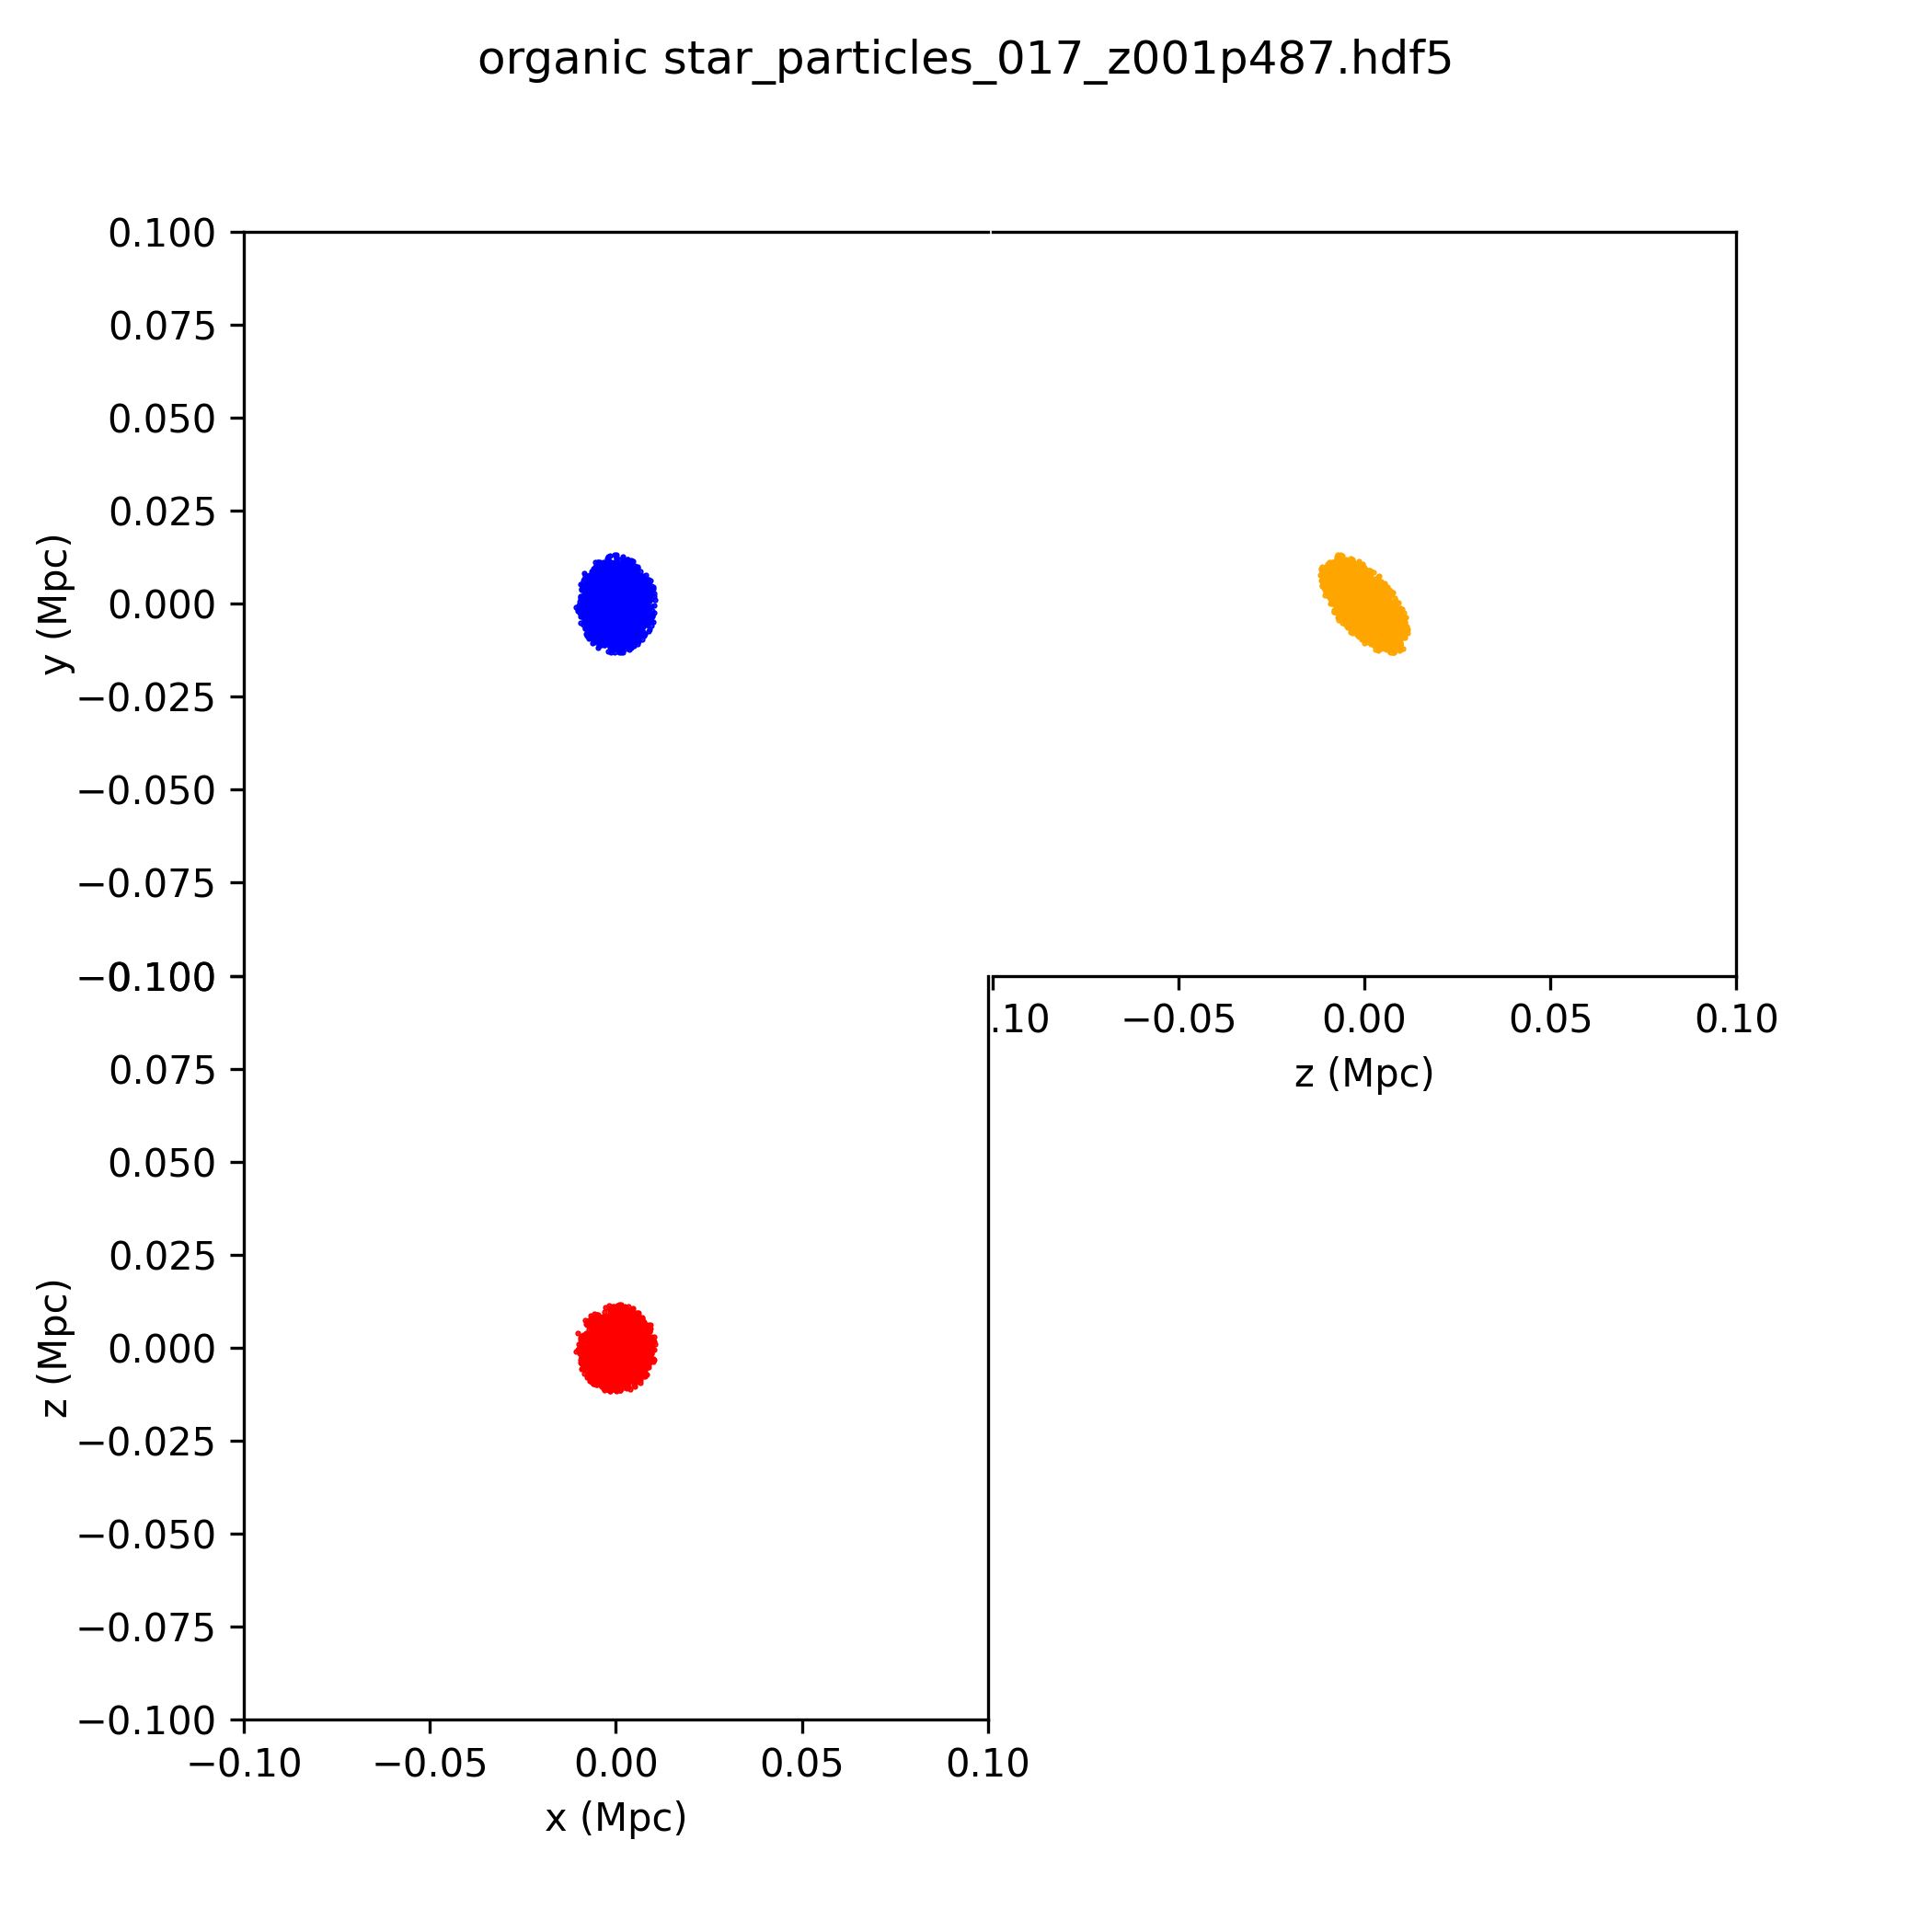 organic star_particles_017_z001p487.hdf5
0.100
0.075
0.050
0.025
0.000
−0.025
−0.050
−0.075
−0.100
y (Mpc)
.10 −0.05 0.00 0.05 0.10
z (Mpc)
0.075
0.050
0.025
0.000
−0.025
−0.050
−0.075
−0.100
z (Mpc)
−0.10 −0.05 0.00 0.05 0.10
x (Mpc)